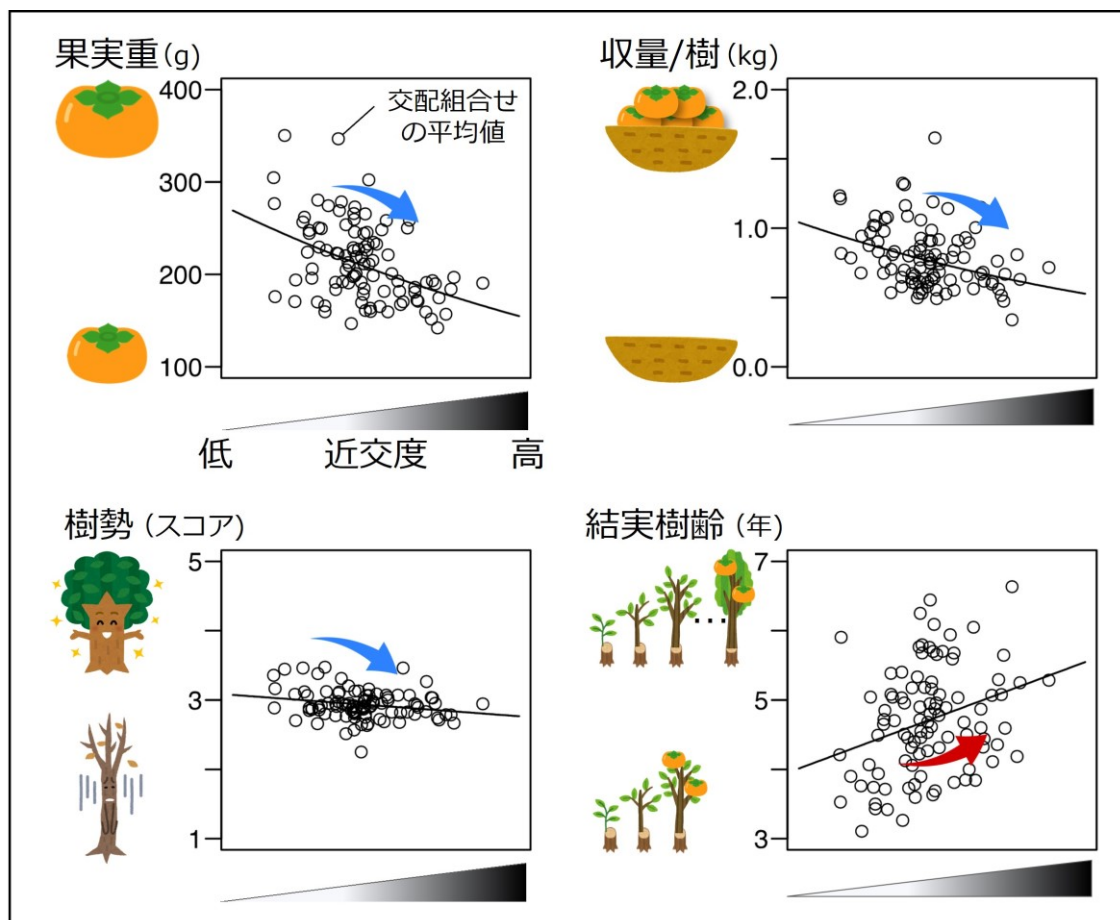 果実重(g)
400
300
200
100
交配組合せ
の平均値
低 近交度 高
収量/樹(kg)
2.0
1.0
0.0
樹勢(スコア)
5
3
1
結実樹齢(年)
7
5
3